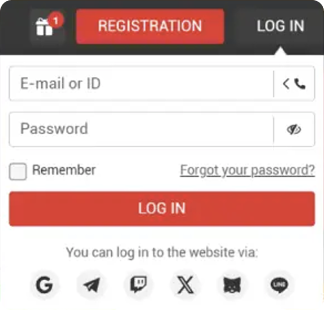 1
REGISTRATION
LOG IN
E-mail or ID
Password
Remember
Forgot your password?
LOG IN
You can log in to the website via:
G
X
LINE